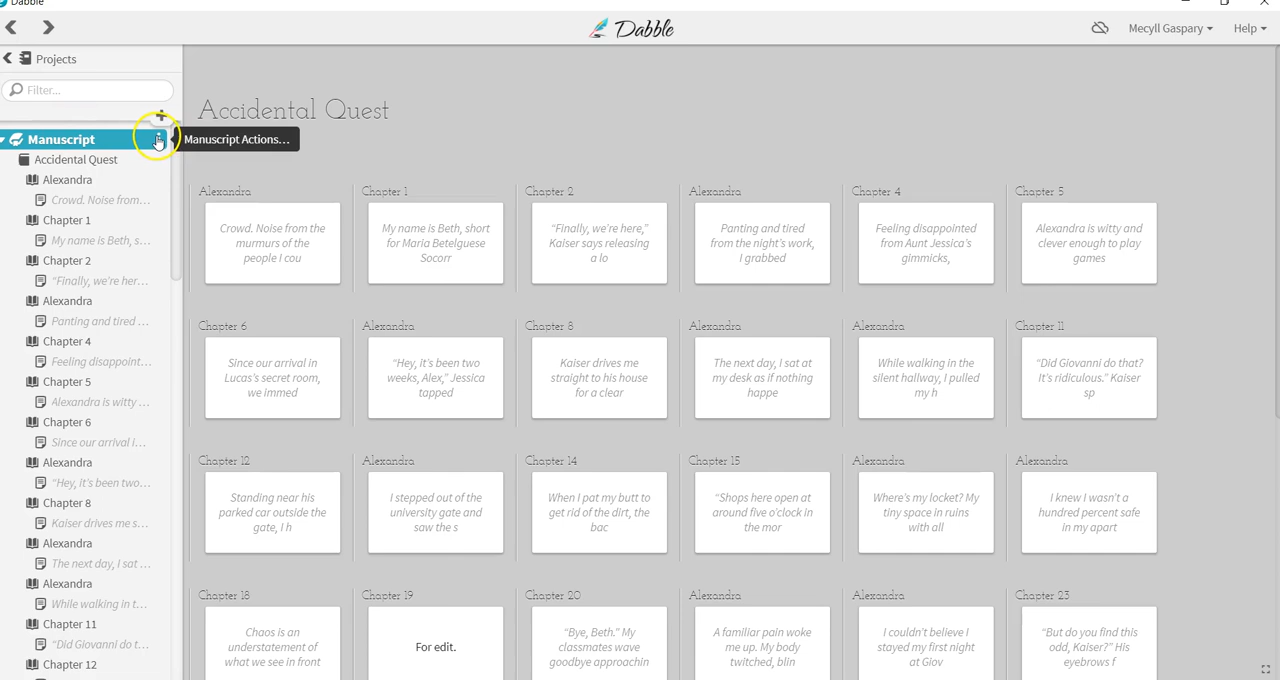 Dabble
Dabble
Mecyll Gaspary
Help
Projects
Filter...
Manuscript
Manuscript Actions...
Accidental Quest
Alexandra
Crowd. Noise from...
Chapter 1
My name is Beth, s...
Chapter 2
"Finally, we're her...
Alexandra
Panting and tired ...
Chapter 4
Feeling disappoint...
Chapter 5
Alexandra is witty ...
Chapter 6
Since our arrival i...
Alexandra
"Hey, it's been two...
Chapter 8
Kaiser drives me s...
Alexandra
The next day, I sat ...
Alexandra
While walking in t...
Chapter 11
"Did Giovanni do t...
Chapter 12
Accidental Quest
Alexandra
Crowd. Noise from the
murmurs of the
people I cou
Chapter 1
My name is Beth, short
for Maria Betelguese
Socorr
Chapter 2
"Finally, we're here,"
Kaiser says releasing
a lo
Alexandra
Panting and tired
from the night's work,
I grabbed
Chapter 4
Feeling disappointed
from Aunt Jessica's
gimmicks,
Chapter 5
Alexandra is witty and
clever enough to play
games
Chapter 6
Since our arrival in
Lucas's secret room,
we immed
Alexandra
"Hey, it's been two
weeks, Alex," Jessica
tapped
Chapter 8
Kaiser drives me
straight to his house
for a clear
Alexandra
The next day, I sat at
my desk as if nothing
happe
Alexandra
While walking in the
silent hallway, I pulled
my h
Chapter 11
"Did Giovanni do that?
It's ridiculous." Kaiser
sp
Chapter 12
Standing near his
parked car outside the
gate, I h
Alexandra
I stepped out of the
university gate and
saw the s
Chapter 14
When I pat my butt to
get rid of the dirt, the
bac
Chapter 15
"Shops here open at
around five o'clock in
the mor
Alexandra
Where's my locket? My
tiny space in ruins
with all
Alexandra
I knew I wasn't a
hundred percent safe
in my apart
Chapter 18
Chaos is an
understatement of
what we see in front
Chapter 19
For edit.
Chapter 20
"Bye, Beth." My
classmates wave
goodbye approachin
Alexandra
A familiar pain woke
me up. My body
twitched, blin
Alexandra
I couldn't believe I
stayed my first night
at Giov
Chapter 23
"But do you find this
odd, Kaiser?" His
eyebrows f